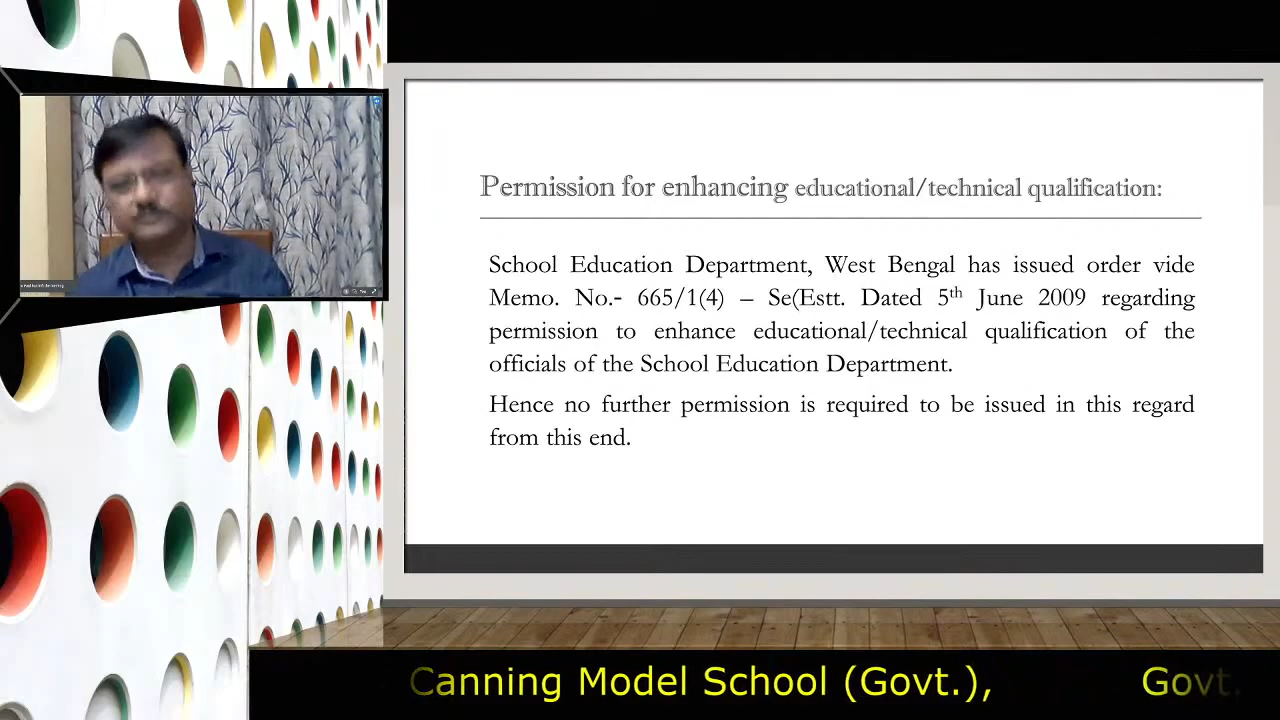 Permission for enhancing educational/technical qualification:
School Education Department, West Bengal has issued order vide
Memo. No.- 665/1(4) – Se(Estt. Dated 5th June 2009 regarding
permission to enhance educational/technical qualification of the
officials of the School Education Department.
Hence no further permission is required to be issued in this regard
from this end.
Canning Model School (Govt.), Govt.